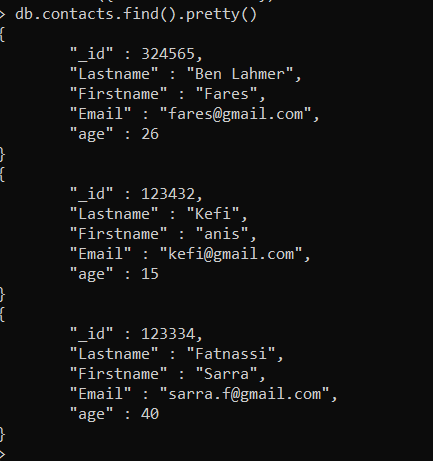 > db.contacts.find().pretty()
{
        "_id" : 324565,
        "Lastname" : "Ben Lahmer",
        "Firstname" : "Fares",
        "Email" : "fares@gmail.com",
        "age" : 26
}
{
        "_id" : 123432,
        "Lastname" : "Kefi",
        "Firstname" : "anis",
        "Email" : "kefi@gmail.com",
        "age" : 15
}
{
        "_id" : 123334,
        "Lastname" : "Fatnassi",
        "Firstname" : "Sarra",
        "Email" : "sarra.f@gmail.com",
        "age" : 40
}
>